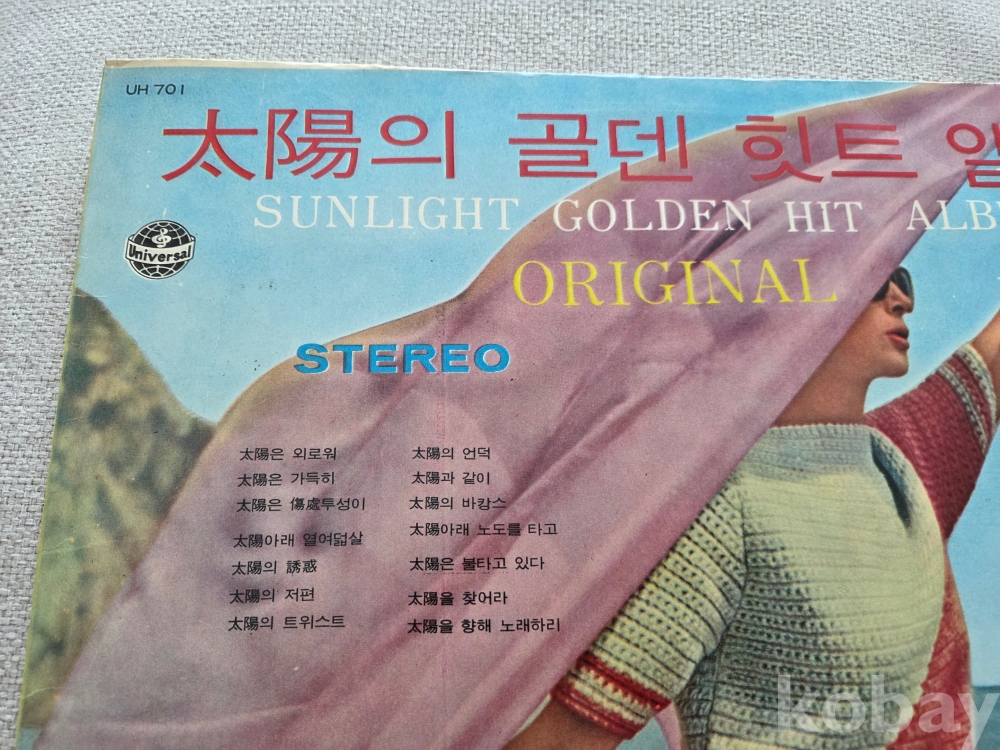 UH 701
太陽의 골덴 힛트 앨
SUNLIGHT GOLDEN HIT ALB
ORIGINAL
Universal
STEREO
太陽은 외로워
太陽은 가득히
太陽은 傷處투성이
太陽아래 열여덟살
太陽의 誘惑
太陽의 저편
太陽의 트위스트
太陽의 언덕
太陽과 같이
太陽의 바캉스
太陽아래 노도를 타고
太陽은 불타고 있다
太陽을 찾어라
太陽을 향해 노래하리
kobay